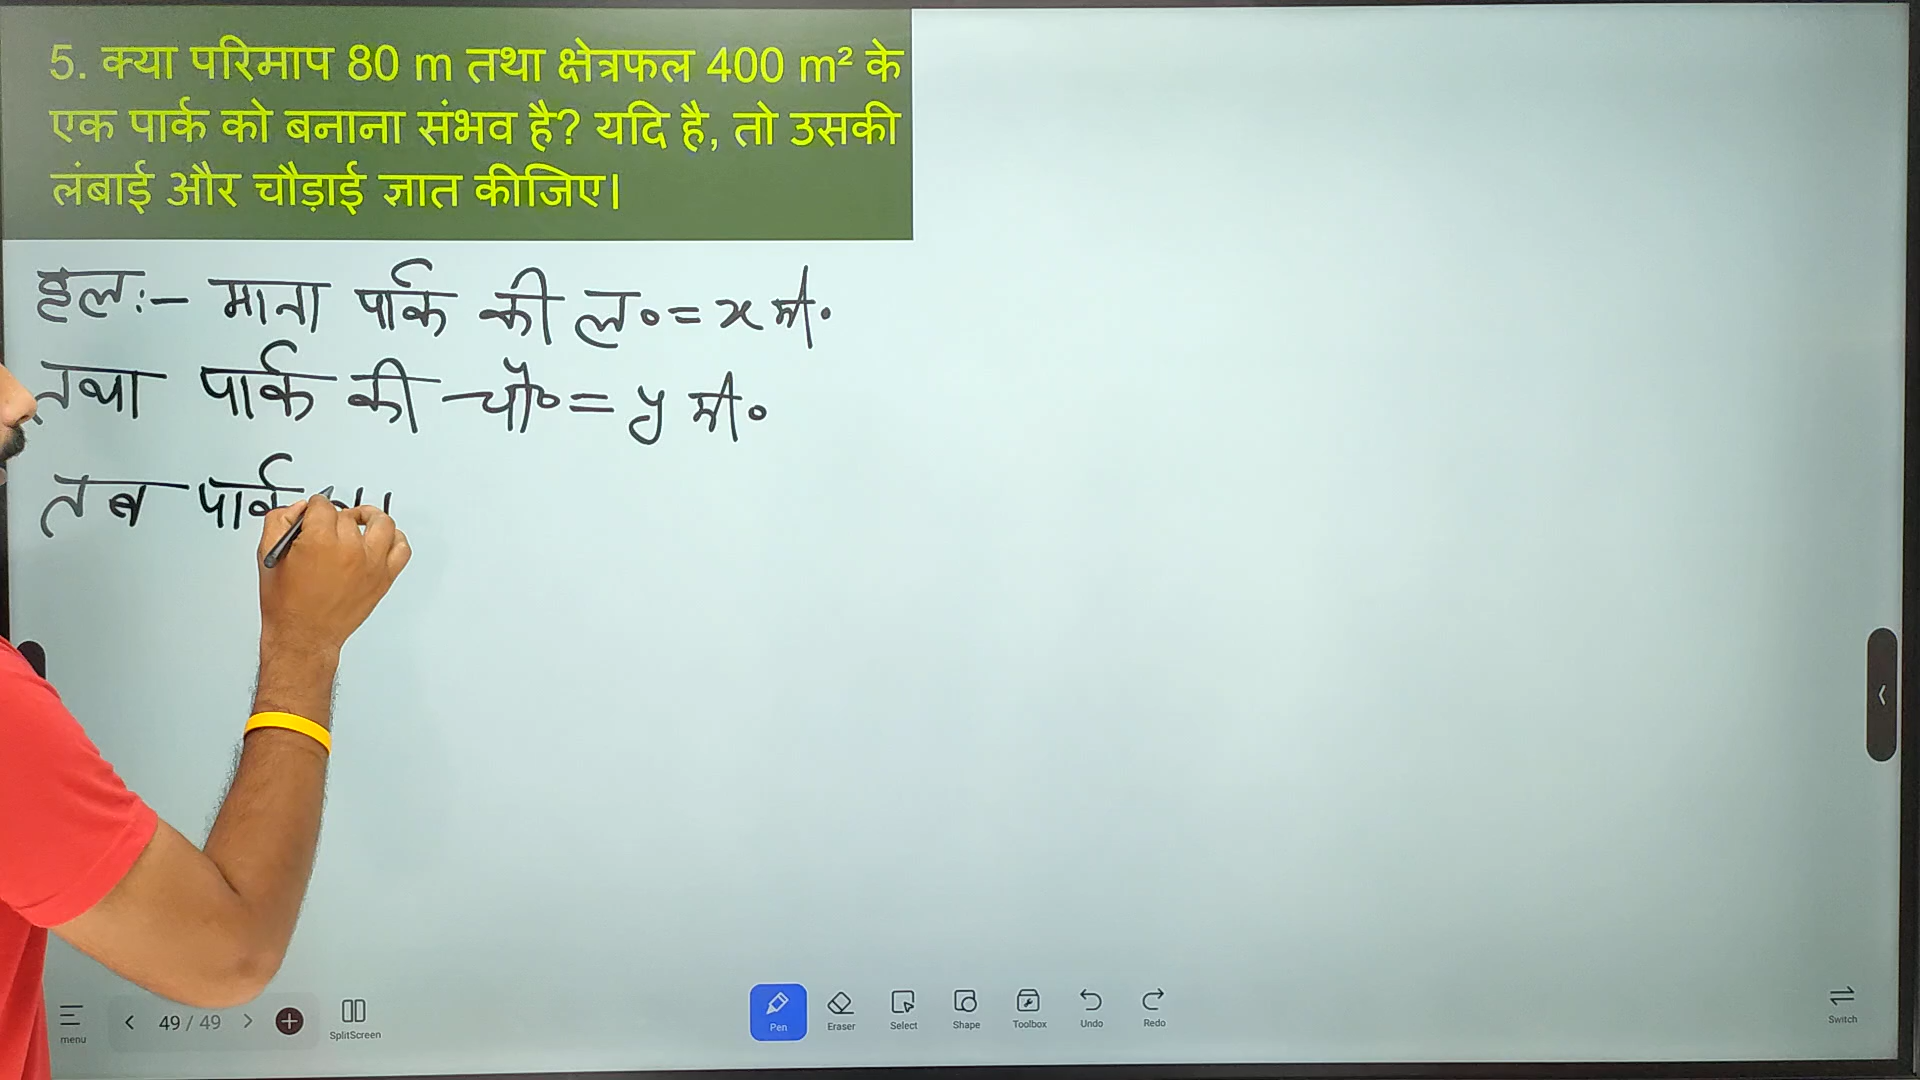 5. क्या परिमाप 80 m तथा क्षेत्रफल 400 m² के
एक पार्क को बनाना संभव है? यदि है, तो उसकी
लंबाई और चौड़ाई ज्ञात कीजिए।
हल:- माना पार्क की ल० = x मी०
तथा पार्क की चौ० = y मी०
तब पार्क का
menu
49 / 49
SplitScreen
Pen
Eraser
Select
Shape
Toolbox
Undo
Redo
Switch